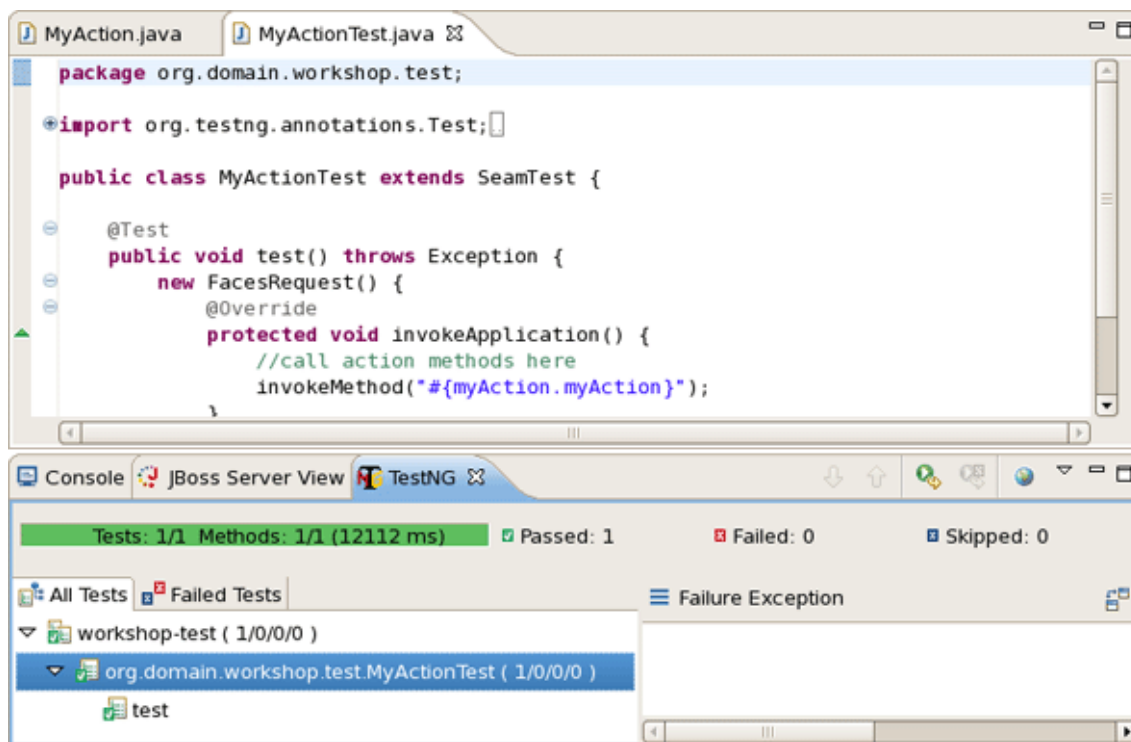 MyAction.java MyActionTest.java
package org.domain.workshop.test;
import org.testng.annotations.Test;
public class MyActionTest extends SeamTest {
@Test
public void test() throws Exception {
new FacesRequest() {
@Override
protected void invokeApplication() {
//call action methods here
invokeMethod("#{myAction.myAction}");
}
Console JBoss Server View TestNG
Tests: 1/1 Methods: 1/1 (12112 ms) Passed: 1 Failed: 0 Skipped: 0
All Tests Failed Tests Failure Exception
workshop-test ( 1/0/0/0 )
org.domain.workshop.test.MyActionTest ( 1/0/0/0 )
test